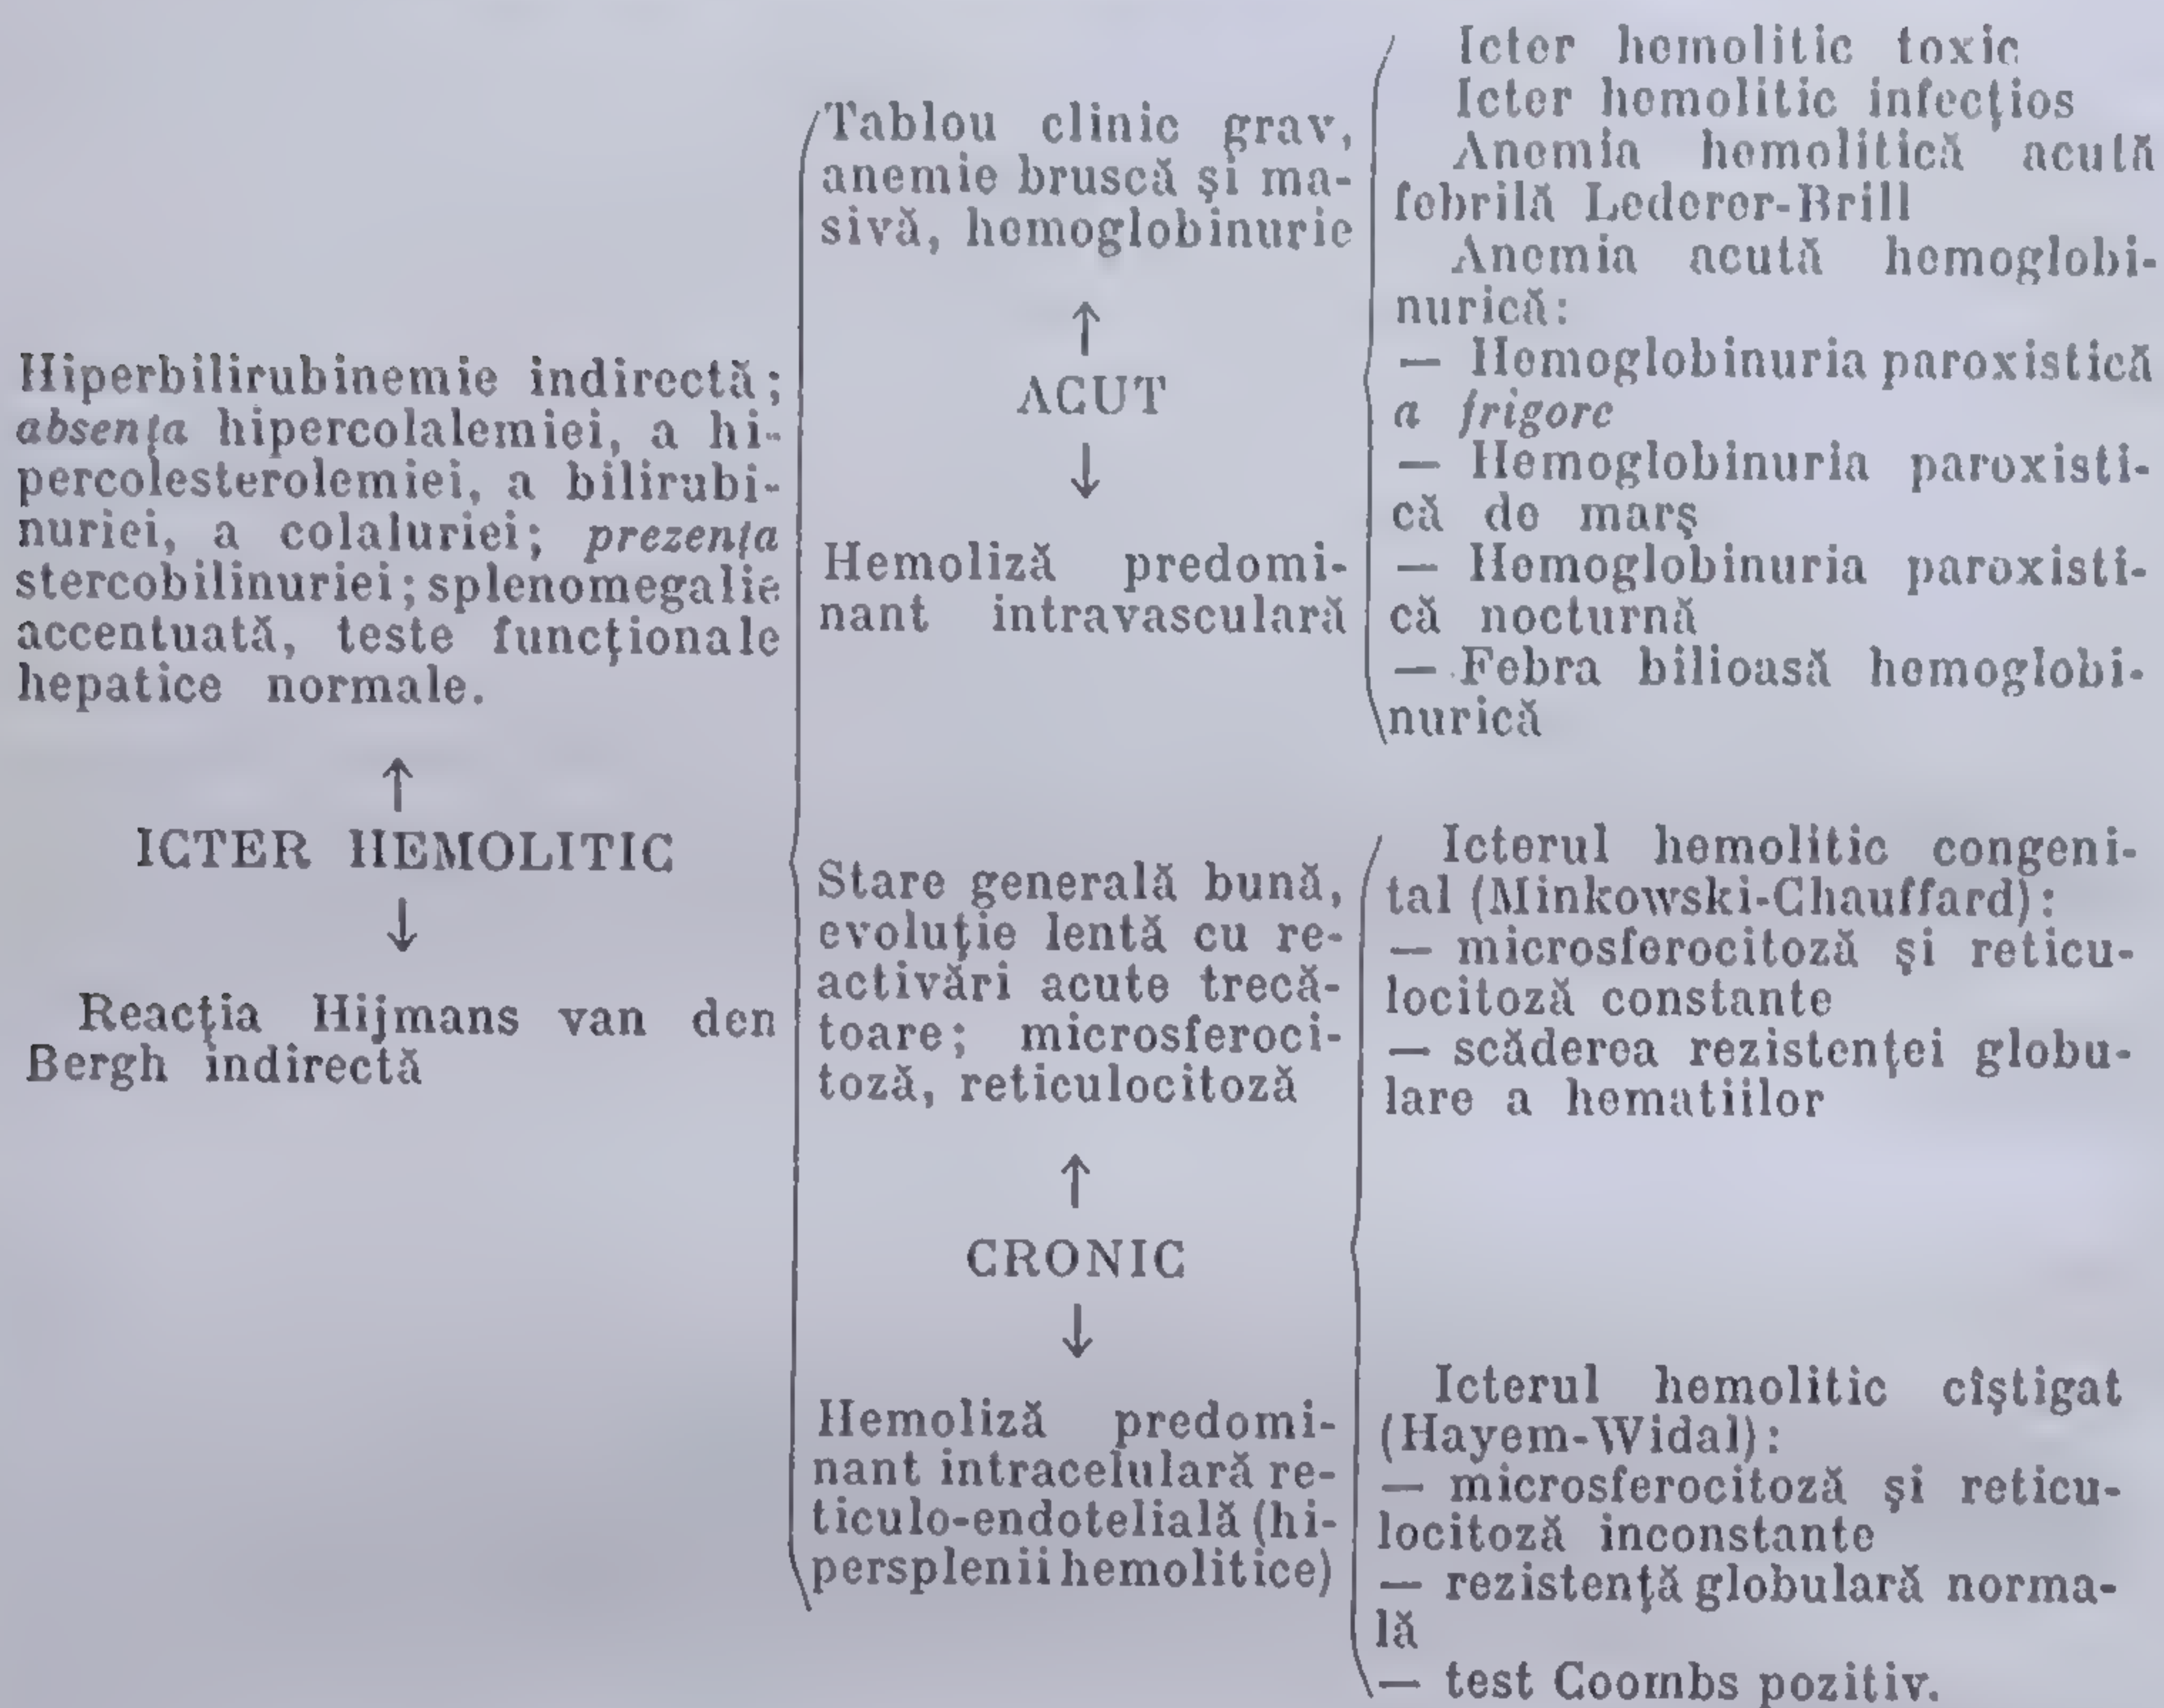 Hiperbilirubinemie indirectă;
absenţa hipercolalemiei, a hi-
percolesterolemiei, a bilirubi-
nuriei, a colaluriei; prezenţa
stercobilinuriei; splenomegalie
accentuată, teste funcţionale
hepatice normale.
↑
ICTER HEMOLITIC
↓
Reacţia Hijmans van den
Bergh indirectă
Tablou clinic grav,
anemie bruscă şi ma-
sivă, hemoglobinurie
↑
ACUT
↓
Hemoliză predomi-
nant intravasculară
Icter hemolitic toxic
Icter hemolitic infecţios
Anemia hemolitică acută
febrilă Lederer-Brill
Anemia acută hemoglobi-
nurică:
— Hemoglobinuria paroxistică
a frigore
— Hemoglobinuria paroxisti-
că de marş
— Hemoglobinuria paroxisti-
că nocturnă
— Febra bilioasă hemoglobi-
nurică
Stare generală bună,
evoluţie lentă cu re-
activări acute trecă-
toare; microsferoci-
toză, reticulocitoză
↑
CRONIC
↓
Hemoliză predomi-
nant intracelulară re-
ticulo-endotelială (hi-
persplenii hemolitice)
Icterul hemolitic congeni-
tal (Minkowski-Chauffard):
— microsferocitoză şi reticu-
locitoză constante
— scăderea rezistenţei globu-
lare a hematiilor
Icterul hemolitic cîştigat
(Hayem-Widal):
— microsferocitoză şi reticu-
locitoză inconstante
— rezistenţă globulară norma-
lă
— test Coombs pozitiv.